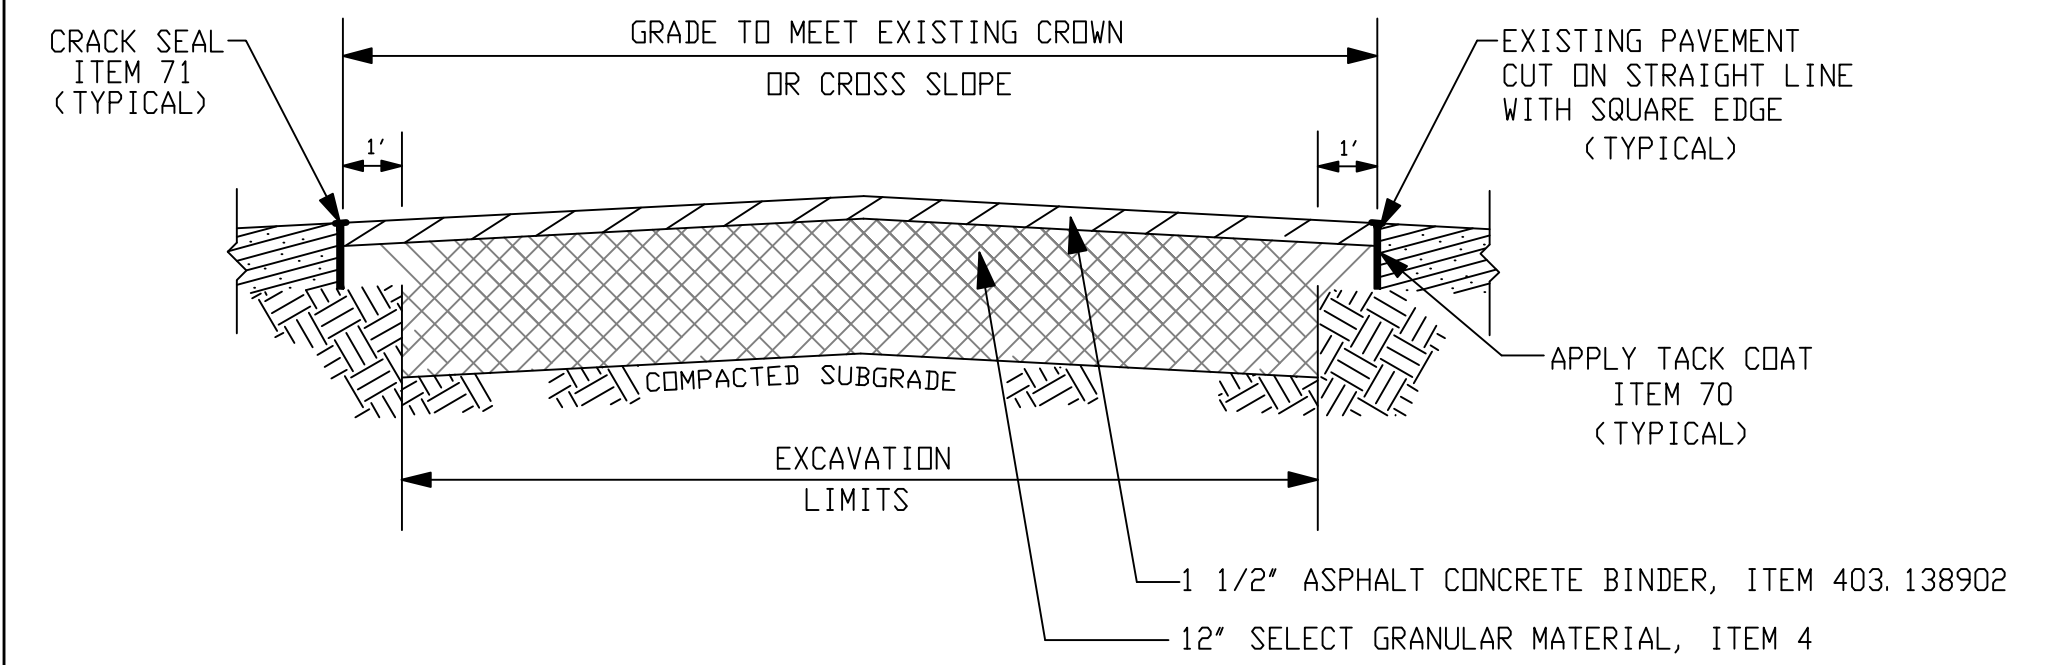 CRACK SEAL
ITEM 71
(TYPICAL)
GRADE TO MEET EXISTING CROWN
OR CROSS SLOPE
EXISTING PAVEMENT
CUT ON STRAIGHT LINE
WITH SQUARE EDGE
(TYPICAL)
1'
1'
APPLY TACK COAT
ITEM 70
(TYPICAL)
COMPACTED SUBGRADE
EXCAVATION
LIMITS
1 1/2" ASPHALT CONCRETE BINDER, ITEM 403. 138902
12" SELECT GRANULAR MATERIAL, ITEM 4